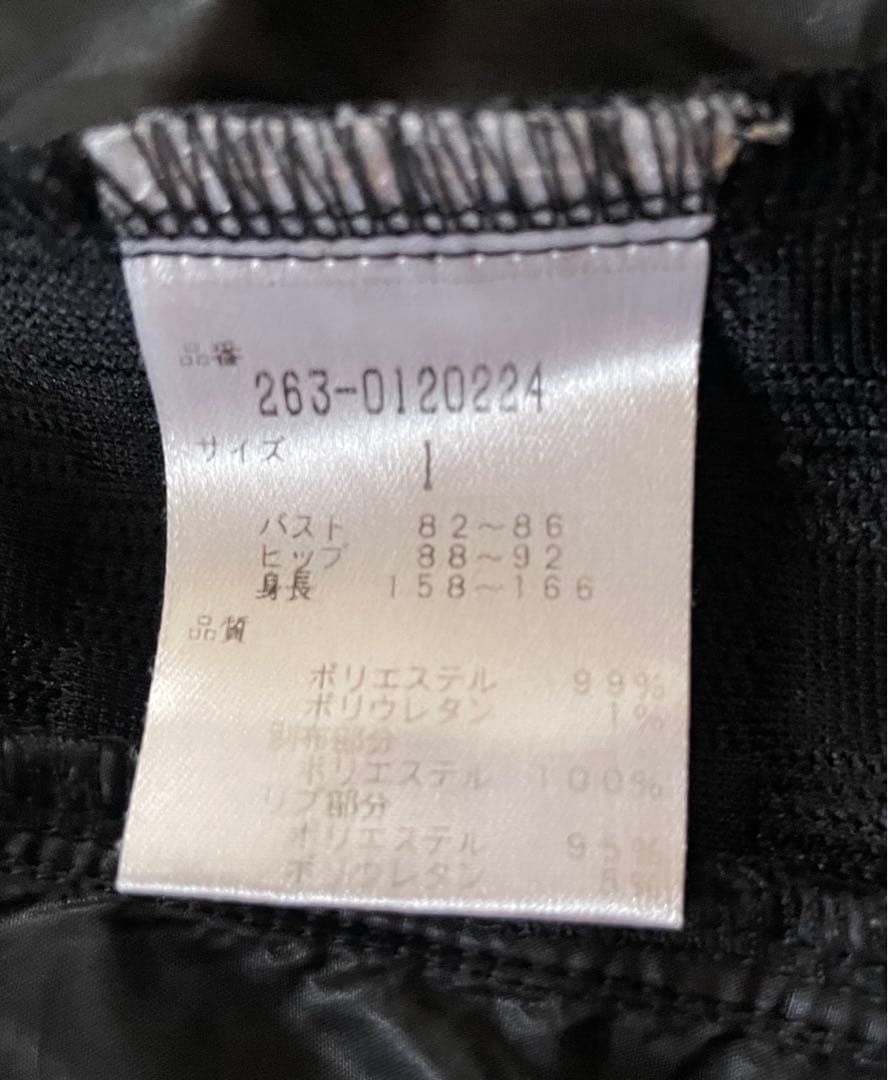 品番
263-0120224
サイズ 1
バスト 82〜86
ヒップ 88〜92
身長 158〜166
品質
ポリエステル 99%
ポリウレタン 1%
別布部分
ポリエステル 100%
リブ部分
ポリエステル 95%
ポリウレタン 5%